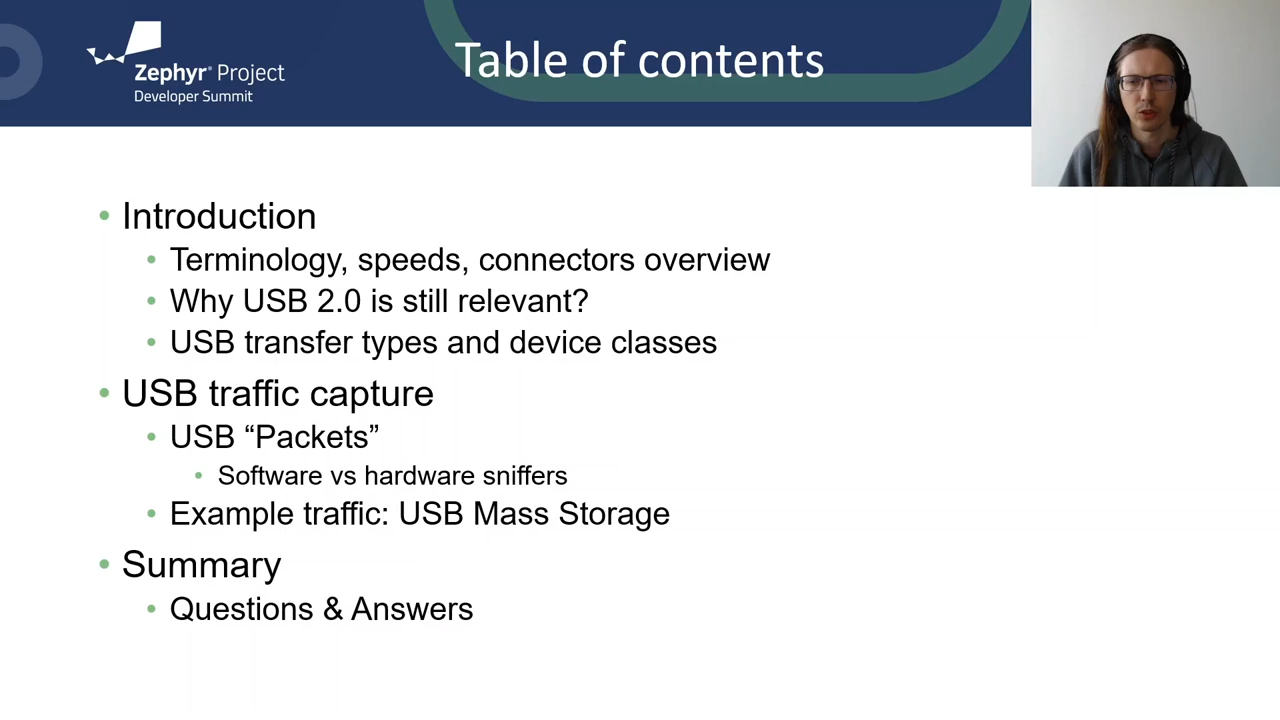 Zephyr® Project
Developer Summit
Table of contents
• Introduction
• Terminology, speeds, connectors overview
• Why USB 2.0 is still relevant?
• USB transfer types and device classes
• USB traffic capture
• USB “Packets”
• Software vs hardware sniffers
• Example traffic: USB Mass Storage
• Summary
• Questions & Answers